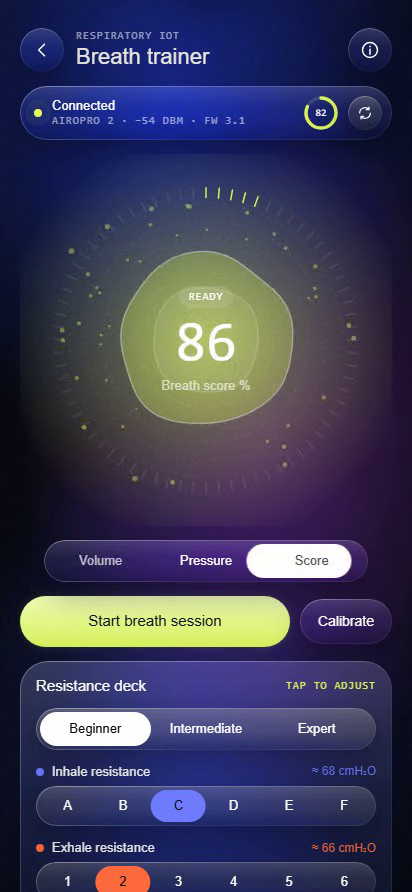 RESPIRATORY IOT
Breath trainer
Connected
AIROPRO 2 · −54 DBM · FW 3.1
82
READY
86
Breath score %
Volume Pressure Score
Start breath session Calibrate
Resistance deck TAP TO ADJUST
Beginner Intermediate Expert
Inhale resistance ≈ 68 cmH₂O
A B C D E F
Exhale resistance ≈ 66 cmH₂O
1 2 3 4 5 6